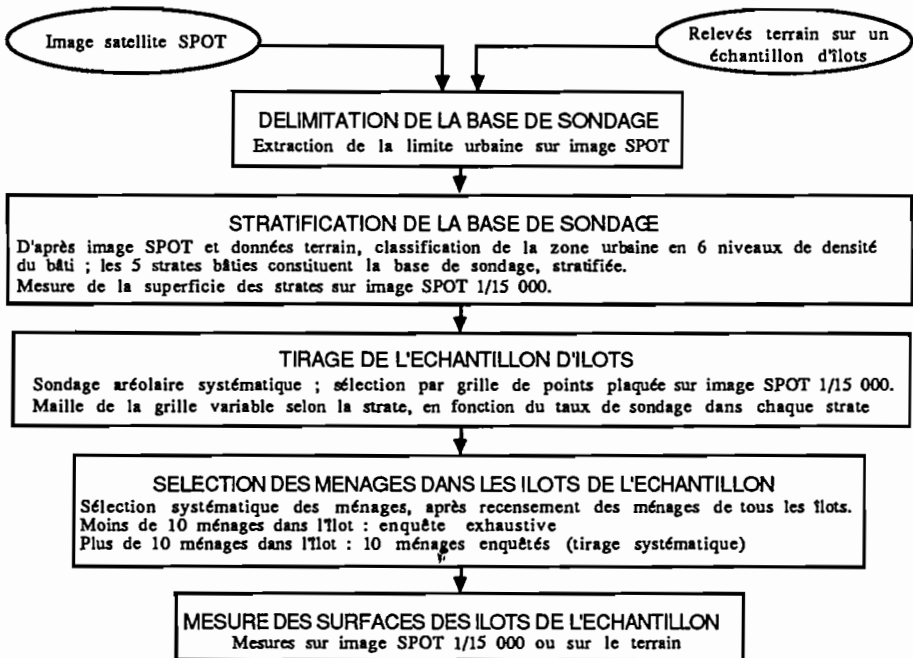 Image satellite SPOT
Relevés terrain sur un
échantillon d'îlots
DELIMITATION DE LA BASE DE SONDAGE
Extraction de la limite urbaine sur image SPOT
STRATIFICATION DE LA BASE DE SONDAGE
D'après image SPOT et données terrain, classification de la zone urbaine en 6 niveaux de densité
du bâti ; les 5 strates bâties constituent la base de sondage, stratifiée.
Mesure de la superficie des strates sur image SPOT 1/15 000.
TIRAGE DE L'ECHANTILLON D'ILOTS
Sondage aréolaire systématique ; sélection par grille de points plaquée sur image SPOT 1/15 000.
Maille de la grille variable selon la strate, en fonction du taux de sondage dans chaque strate
SELECTION DES MENAGES DANS LES ILOTS DE L'ECHANTILLON
Sélection systématique des ménages, après recensement des ménages de tous les îlots.
Moins de 10 ménages dans l'îlot : enquête exhaustive
Plus de 10 ménages dans l'îlot : 10 ménages enquêtés (tirage systématique)
MESURE DES SURFACES DES ILOTS DE L'ECHANTILLON
Mesures sur image SPOT 1/15 000 ou sur le terrain